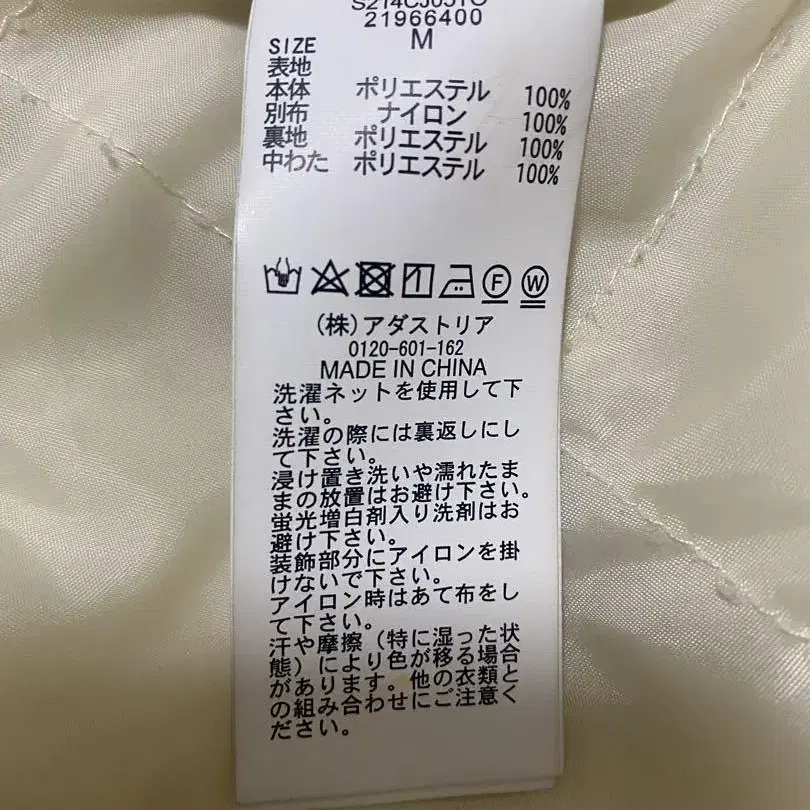 21966400
SIZE M
表地
本体 ポリエステル 100%
別布 ナイロン 100%
裏地 ポリエステル 100%
中わた ポリエステル 100%
F W
(株)アダストリア
0120-601-162
MADE IN CHINA
洗濯ネットを使用して下
さい。
洗濯の際には裏返しにし
て下さい。
浸け置き洗いや濡れたま
まの放置はお避け下さい。
蛍光増白剤入り洗剤はお
避け下さい。
装飾部分にアイロンを掛
けないで下さい。
アイロン時はあて布をし
て下さい。
汗や摩擦(特に湿った状
態)により色が移る場合
があります。他の衣類と
の組み合わせにご注意く
ださい。